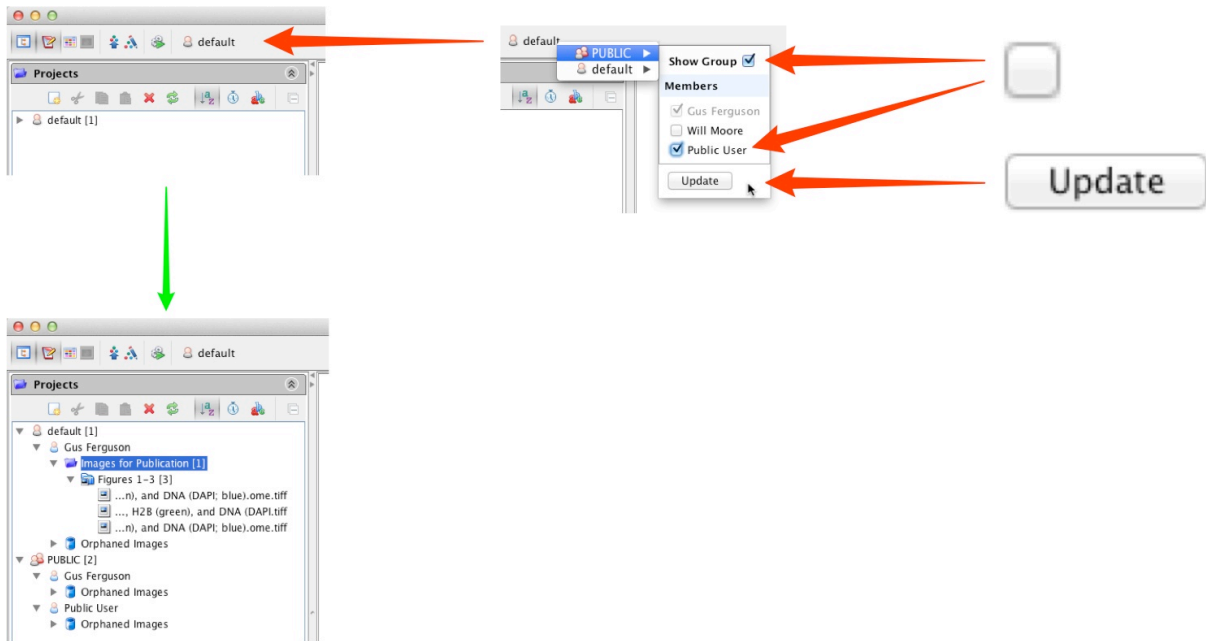 default
Projects
default [1]
default
PUBLIC
default
Show Group
Members
Gus Ferguson
Will Moore
Public User
Update
Update
default
Projects
default [1]
Gus Ferguson
Images for Publication [1]
Figures 1-3 [3]
...n), and DNA (DAPI; blue).ome.tiff
..., H2B (green), and DNA (DAPI.tiff
...n), and DNA (DAPI; blue).ome.tiff
Orphaned Images
PUBLIC [2]
Gus Ferguson
Orphaned Images
Public User
Orphaned Images